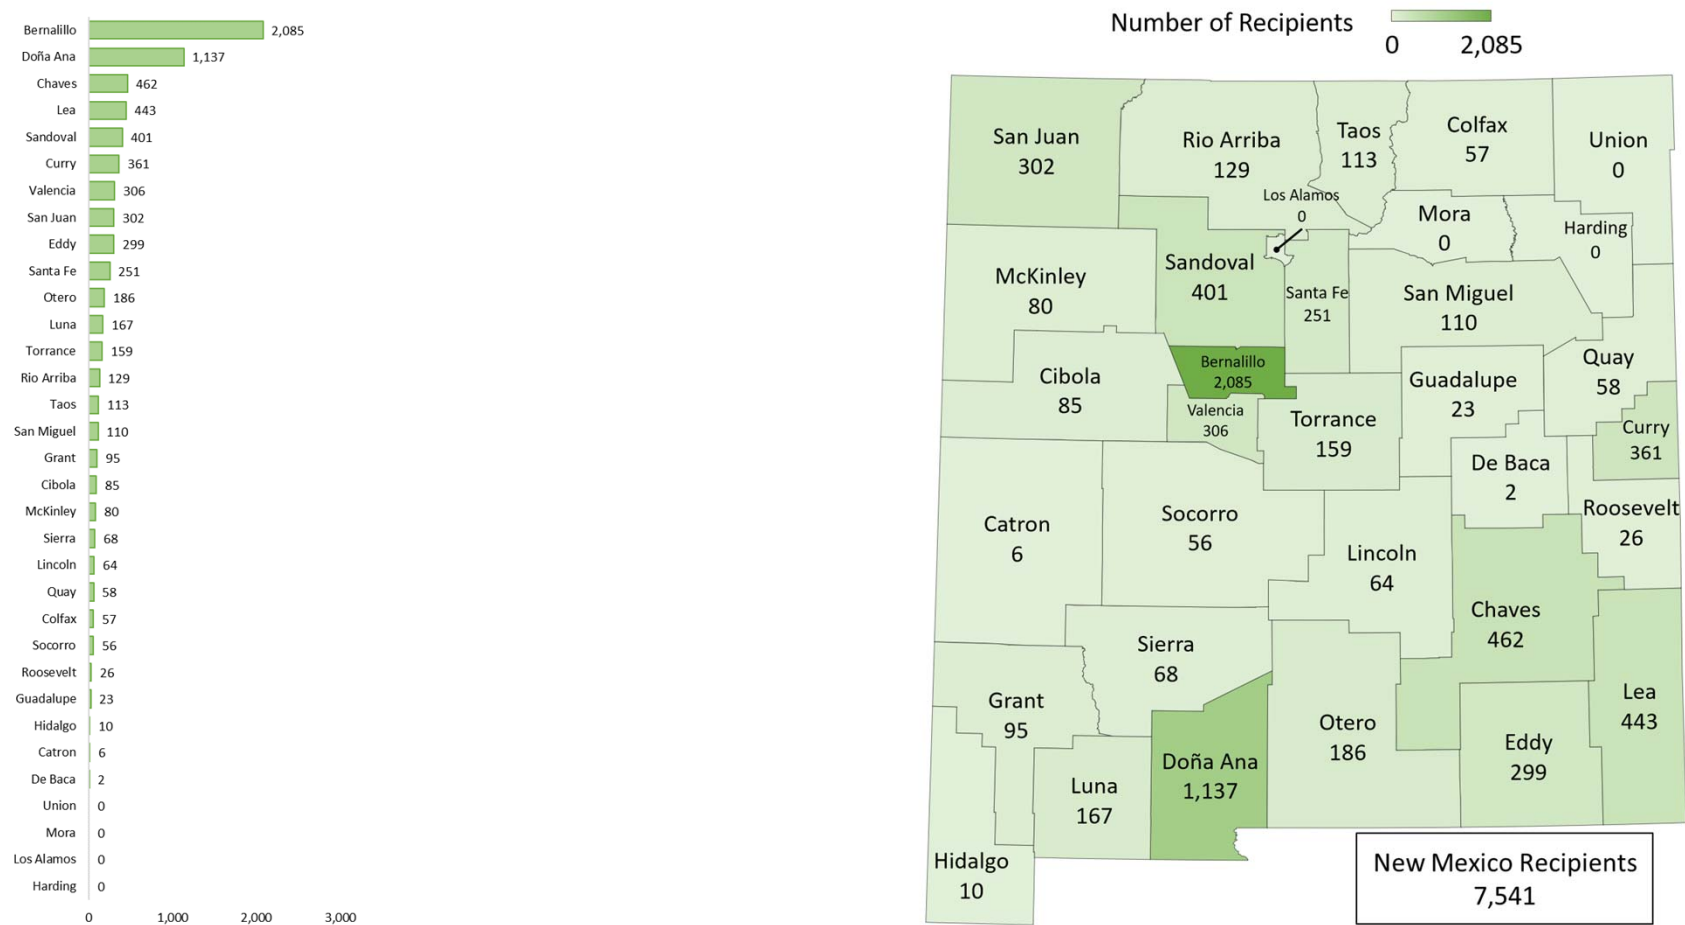 Bernalillo 2,085
Doña Ana 1,137
Chaves 462
Lea 443
Sandoval 401
Curry 361
Valencia 306
San Juan 302
Eddy 299
Santa Fe 251
Otero 186
Luna 167
Torrance 159
Rio Arriba 129
Taos 113
San Miguel 110
Grant 95
Cibola 85
McKinley 80
Sierra 68
Lincoln 64
Quay 58
Colfax 57
Socorro 56
Roosevelt 26
Guadalupe 23
Hidalgo 10
Catron 6
De Baca 2
Union 0
Mora 0
Los Alamos 0
Harding 0
0 1,000 2,000 3,000
Number of Recipients
0 2,085
San Juan
302
Rio Arriba
129
Taos
113
Colfax
57
Union
0
Los Alamos
0
Mora
0
Harding
0
McKinley
80
Sandoval
401
Santa Fe
251
San Miguel
110
Cibola
85
Bernalillo
2,085
Valencia
306
Torrance
159
Guadalupe
23
Quay
58
Curry
361
De Baca
2
Roosevelt
26
Catron
6
Socorro
56
Lincoln
64
Chaves
462
Sierra
68
Grant
95
Otero
186
Lea
443
Eddy
299
Doña Ana
1,137
Luna
167
Hidalgo
10
New Mexico Recipients
7,541